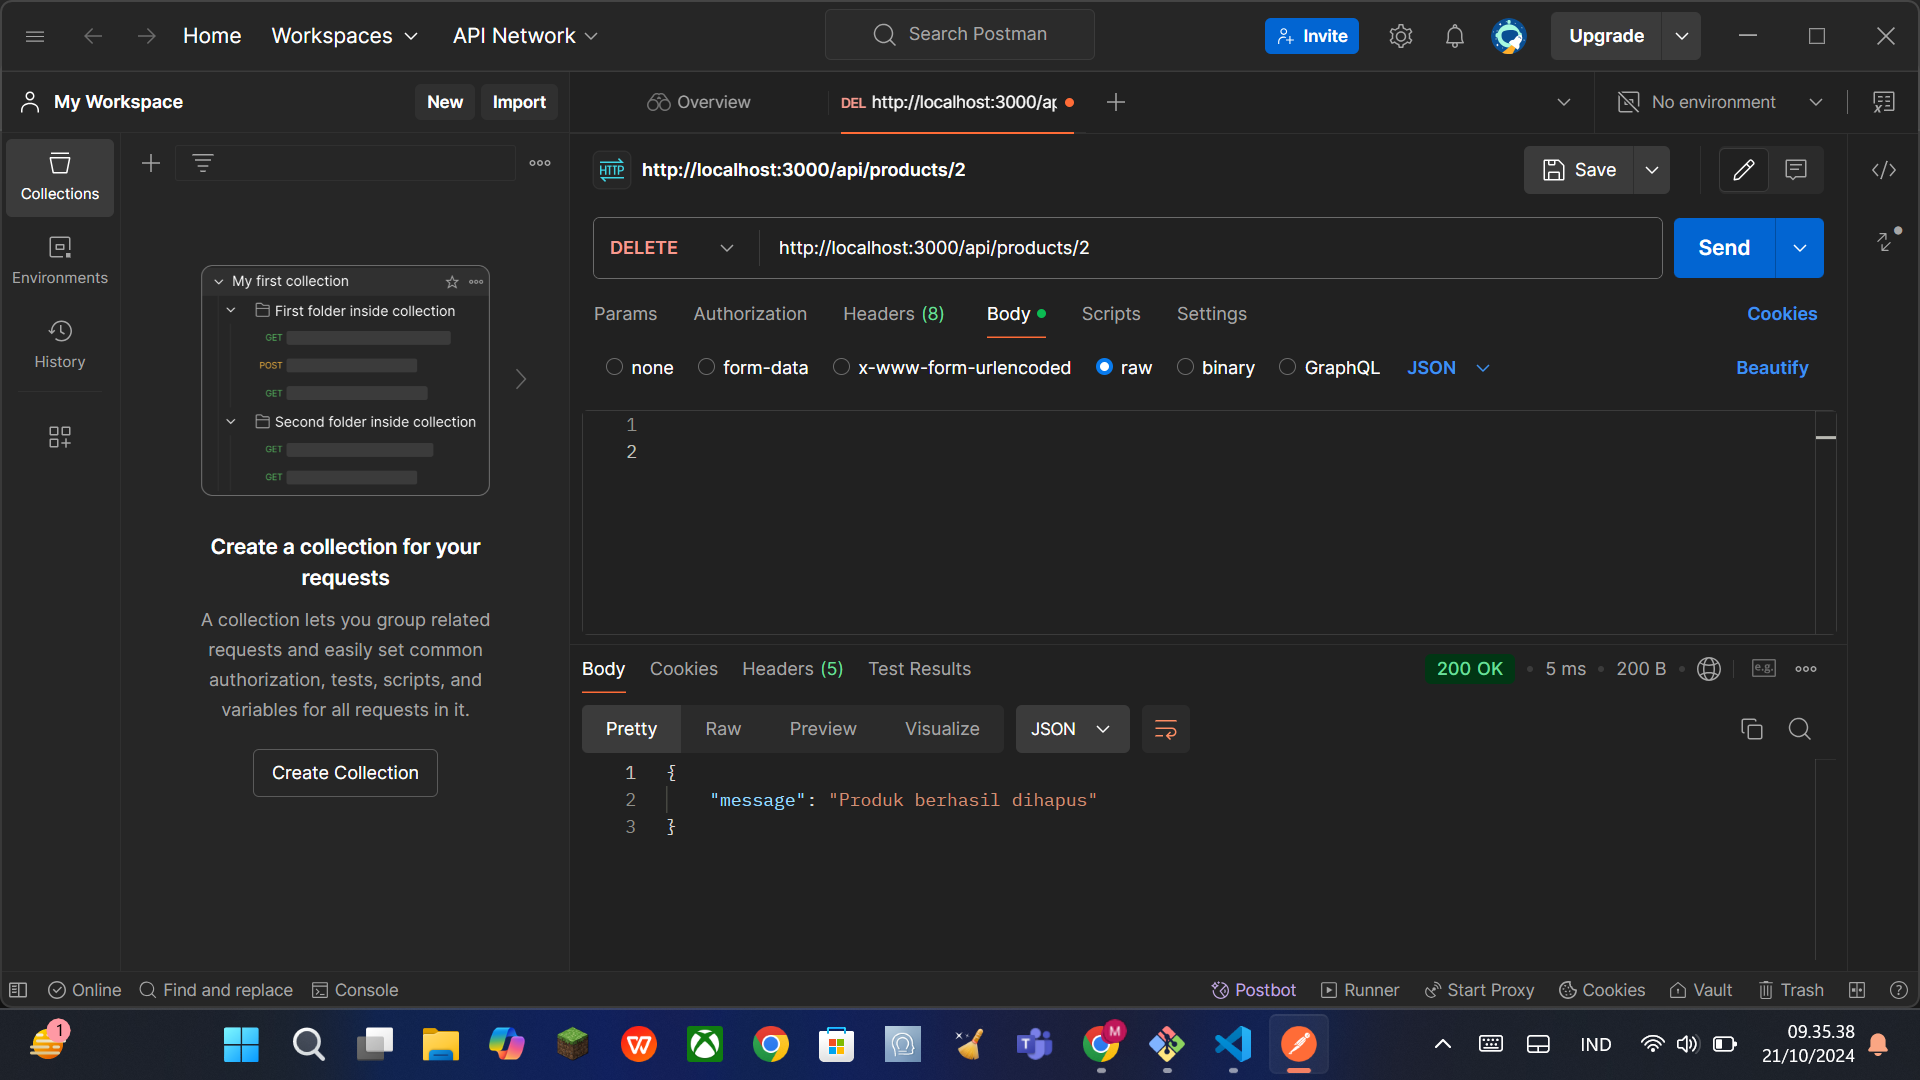 Home
Workspaces
API Network
Search Postman
Invite
Upgrade
My Workspace
New
Import
Overview
DEL http://localhost:3000/ap
No environment
Collections
Environments
History
My first collection
First folder inside collection
GET
POST
GET
Second folder inside collection
GET
GET
Create a collection for your
requests
A collection lets you group related
requests and easily set common
authorization, tests, scripts, and
variables for all requests in it.
Create Collection
HTTP
http://localhost:3000/api/products/2
Save
DELETE
http://localhost:3000/api/products/2
Send
Params
Authorization
Headers (8)
Body
Scripts
Settings
Cookies
none
form-data
x-www-form-urlencoded
raw
binary
GraphQL
JSON
Beautify
1
2
Body
Cookies
Headers (5)
Test Results
200 OK
5 ms
200 B
e.g.
Pretty
Raw
Preview
Visualize
JSON
1 {
2 "message": "Produk berhasil dihapus"
3 }
Online
Find and replace
Console
Postbot
Runner
Start Proxy
Cookies
Vault
Trash
1
M
IND
09.35.38
21/10/2024